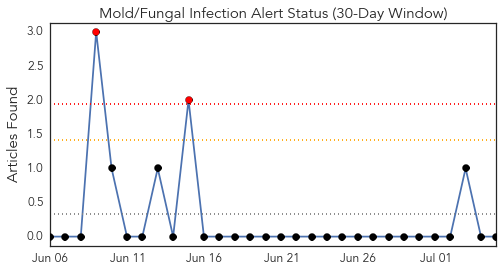 Mold/Fungal Infection Alert Status (30-Day Window)
Articles Found
3.0
2.5
2.0
1.5
1.0
0.5
0.0
Jun 06
Jun 11
Jun 16
Jun 21
Jun 26
Jul 01